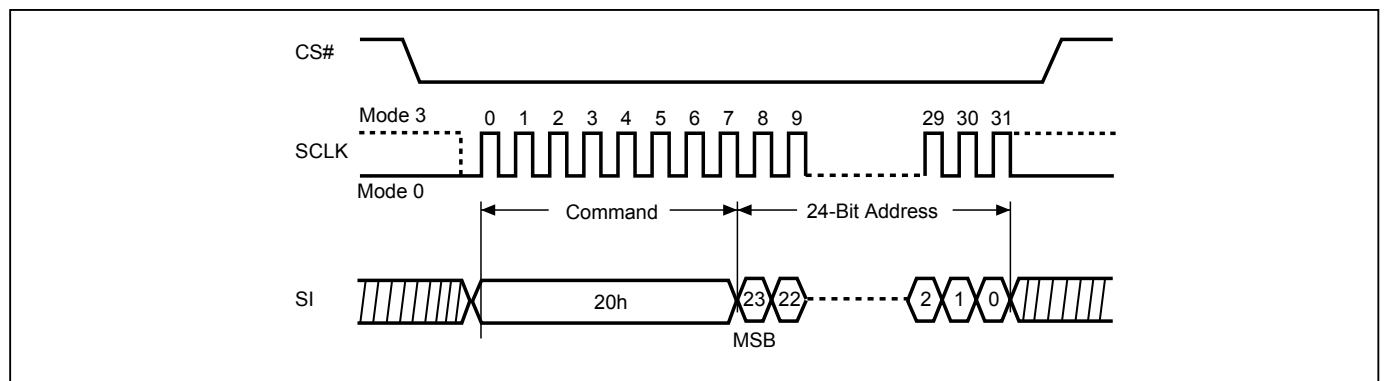 CS#
Mode 3
0 1 2 3 4 5 6 7 8 9 29 30 31
SCLK
Mode 0
Command 24-Bit Address
SI 20h 23 22 2 1 0
MSB